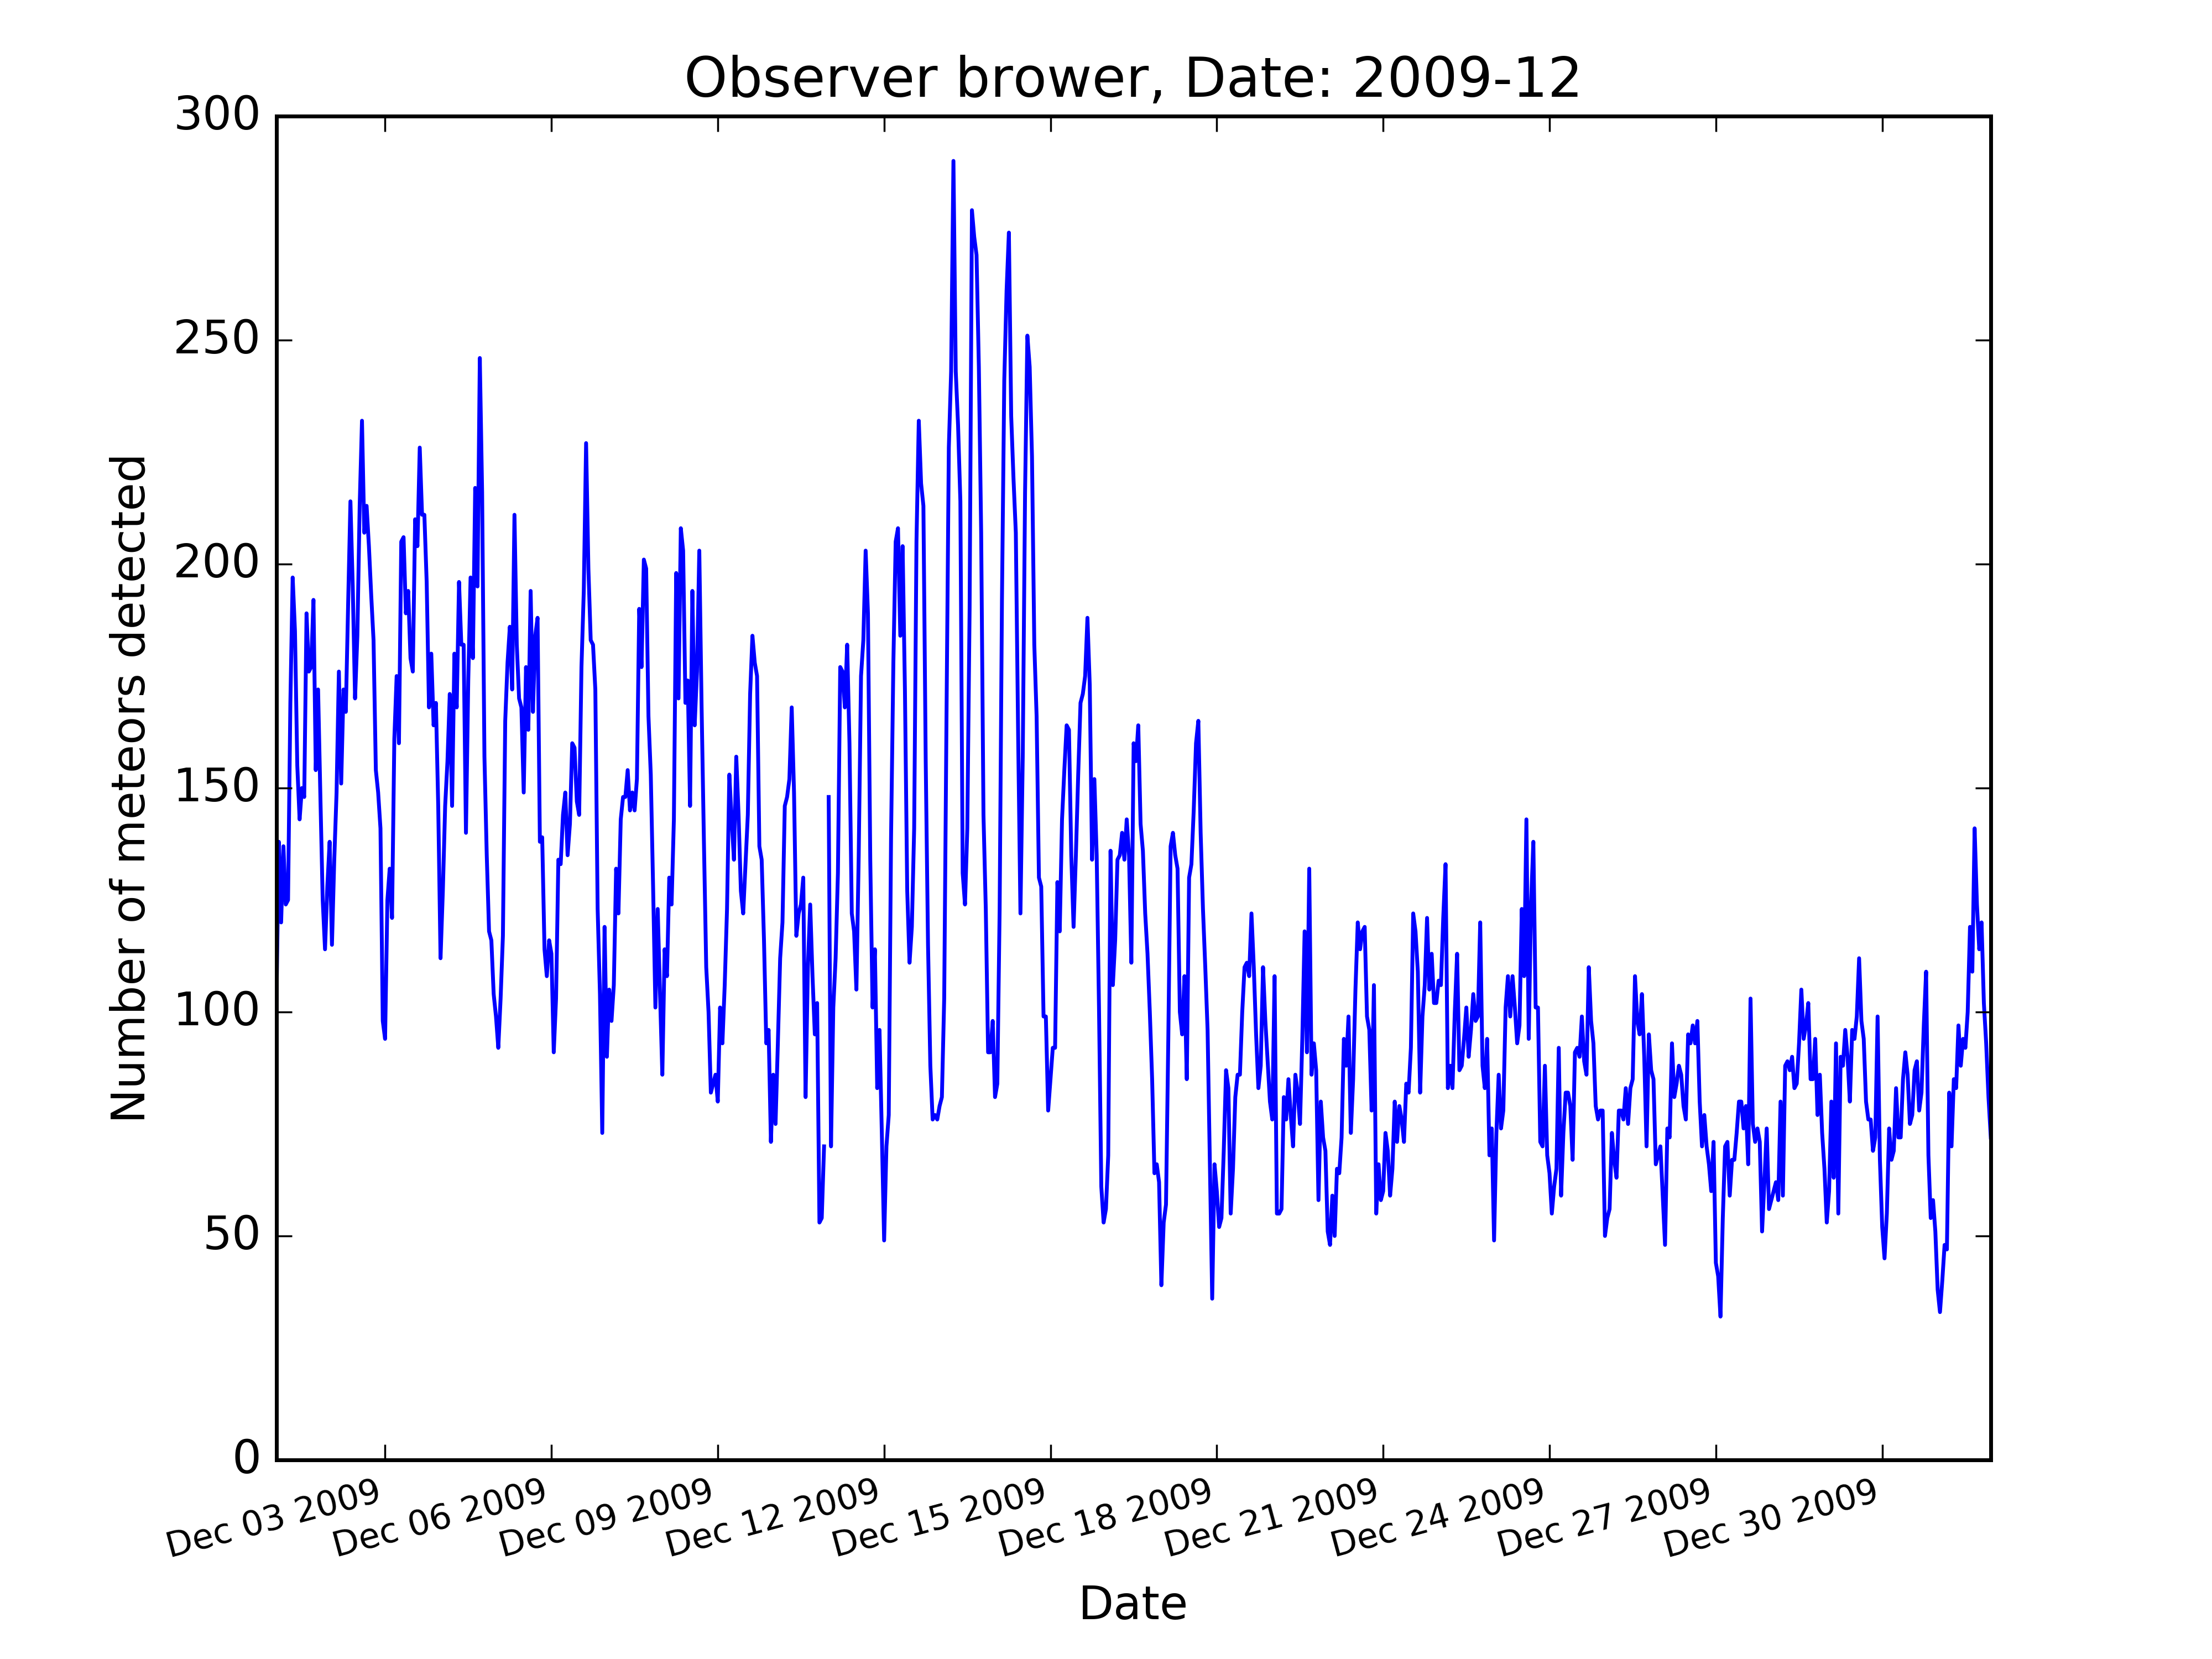 Observer brower, Date: 2009-12
300
250
200
150
100
50
0
Number of meteors detected
Dec 03 2009
Dec 06 2009
Dec 09 2009
Dec 12 2009
Dec 15 2009
Dec 18 2009
Dec 21 2009
Dec 24 2009
Dec 27 2009
Dec 30 2009
Date